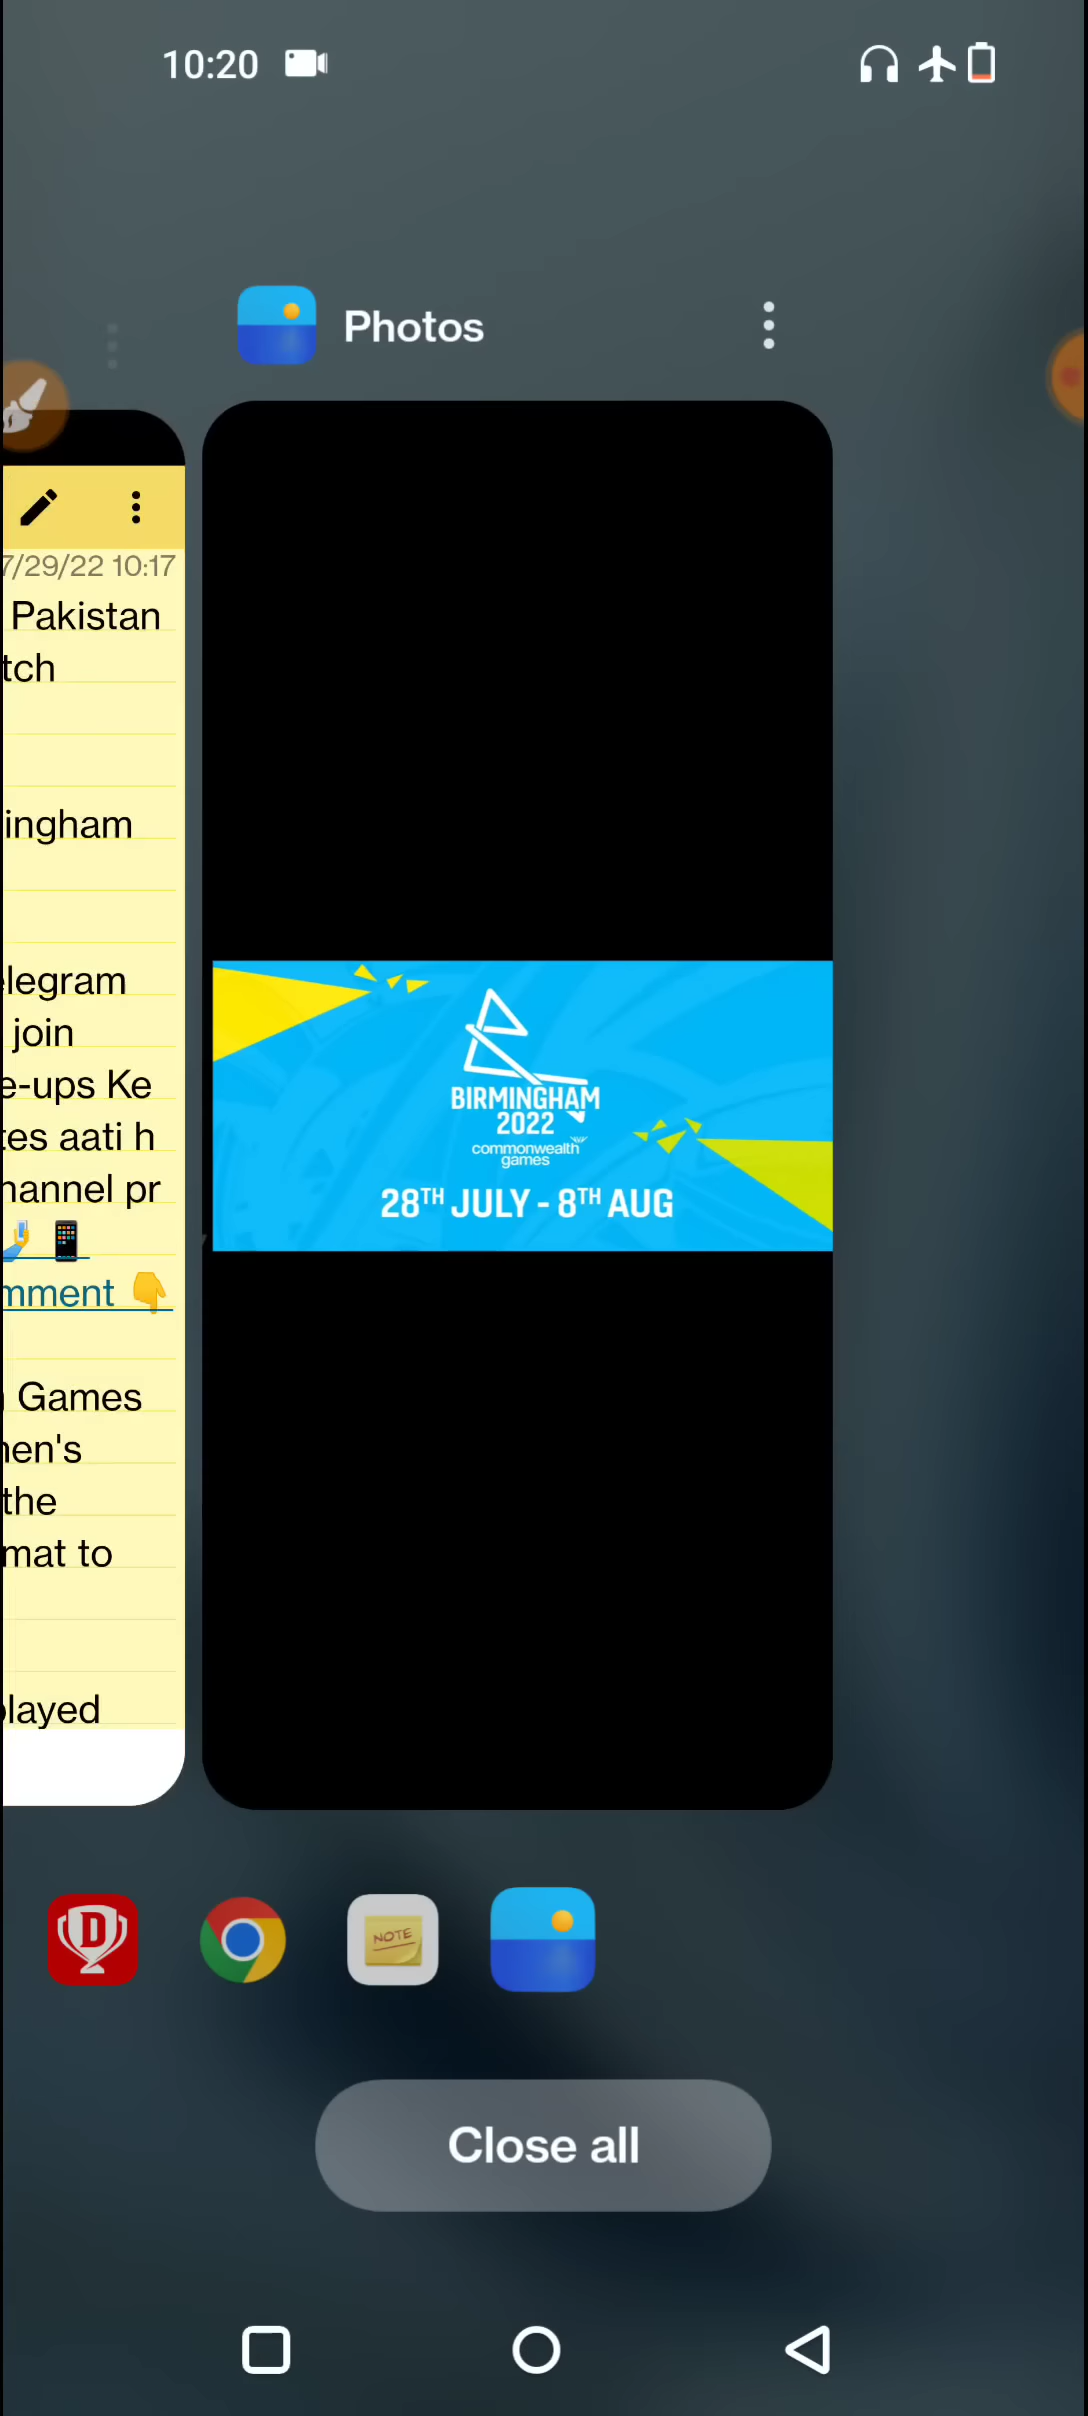 10:20
Photos
7/29/22 10:17
Pakistan
tch
ingham
legram
join
e-ups Ke
tes aati h
hannel pr
mment 👇
Games
nen's
the
mat to
played
BIRMINGHAM
2022
commonwealth
games
28TH JULY - 8TH AUG
D
NOTE
Close all